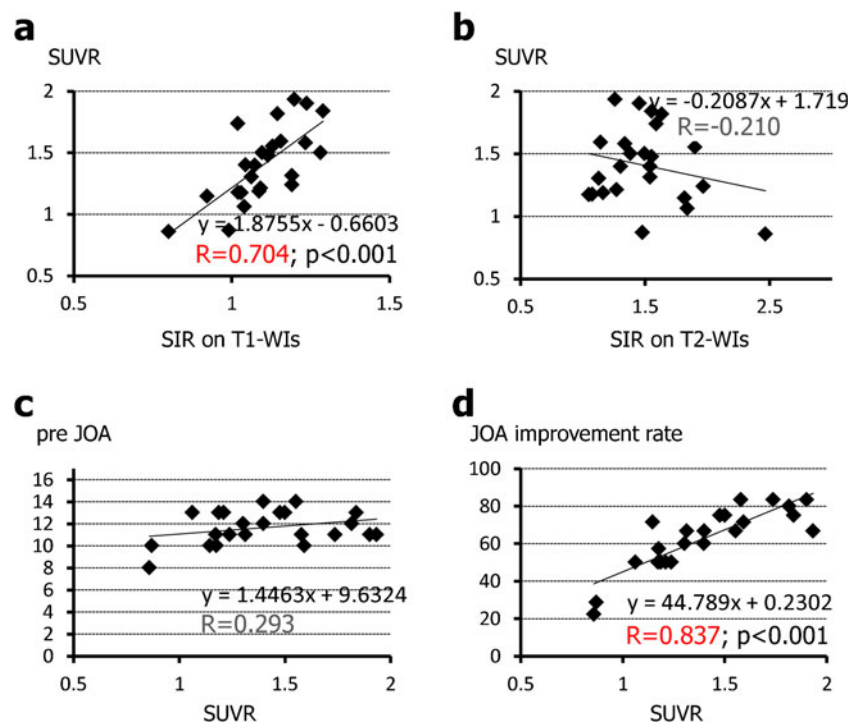 a
SUVR
2
1.5
1
0.5
y = 1.8755x - 0.6603
R=0.704; p<0.001
0.5
1
1.5
SIR on T1-WIs
b
SUVR
2
1.5
1
0.5
y = -0.2087x + 1.719
R=-0.210
0.5
1.5
2.5
SIR on T2-WIs
c
pre JOA
16
14
12
10
8
6
4
2
0
y = 1.4463x + 9.6324
R=0.293
0.5
1
1.5
2
SUVR
d
JOA improvement rate
100
80
60
40
20
0
y = 44.789x + 0.2302
R=0.837; p<0.001
0.5
1
1.5
2
SUVR